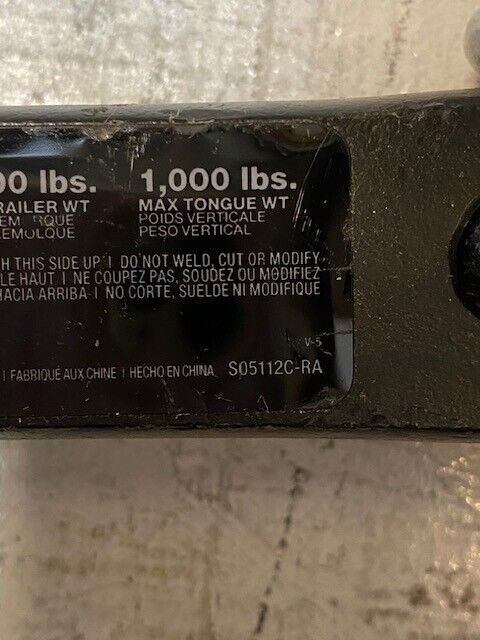 00 lbs. 1,000 lbs.
RAILER WT MAX TONGUE WT
POIDS VERTICALE
EMOLQUE PESO VERTICAL
H THIS SIDE UP I DO NOT WELD, CUT OR MODIFY
LE HAUT I NE COUPEZ PAS, SOUDEZ OU MODIFIEZ
HACIA ARRIBA I NO CORTE, SUELDE NI MODIFIQUE
V-5
I FABRIQUÉ AUX CHINE I HECHO EN CHINA S05112C-RA